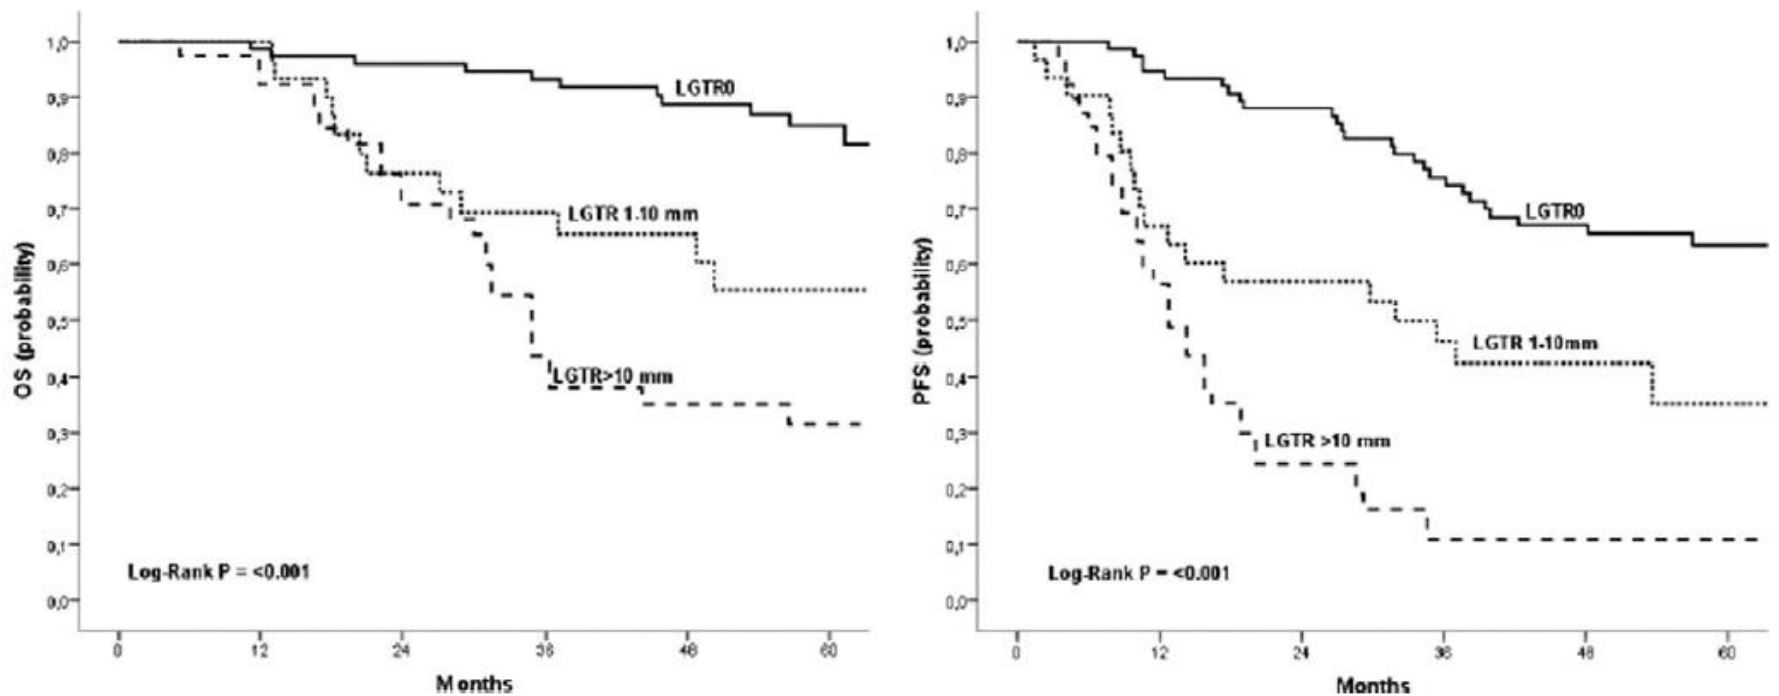 1,0
0,9
0,8
0,7
0,6
0,5
0,4
0,3
0,2
0,1
0,0
OS (probability)
LGTR0
LGTR 1-10 mm
LGTR>10 mm
Log-Rank P = <0.001
0 12 24 36 48 60
Months
1,0
0,9
0,8
0,7
0,6
0,5
0,4
0,3
0,2
0,1
0,0
PFS (probability)
LGTR0
LGTR 1-10mm
LGTR >10 mm
Log-Rank P = <0.001
0 12 24 36 48 60
Months